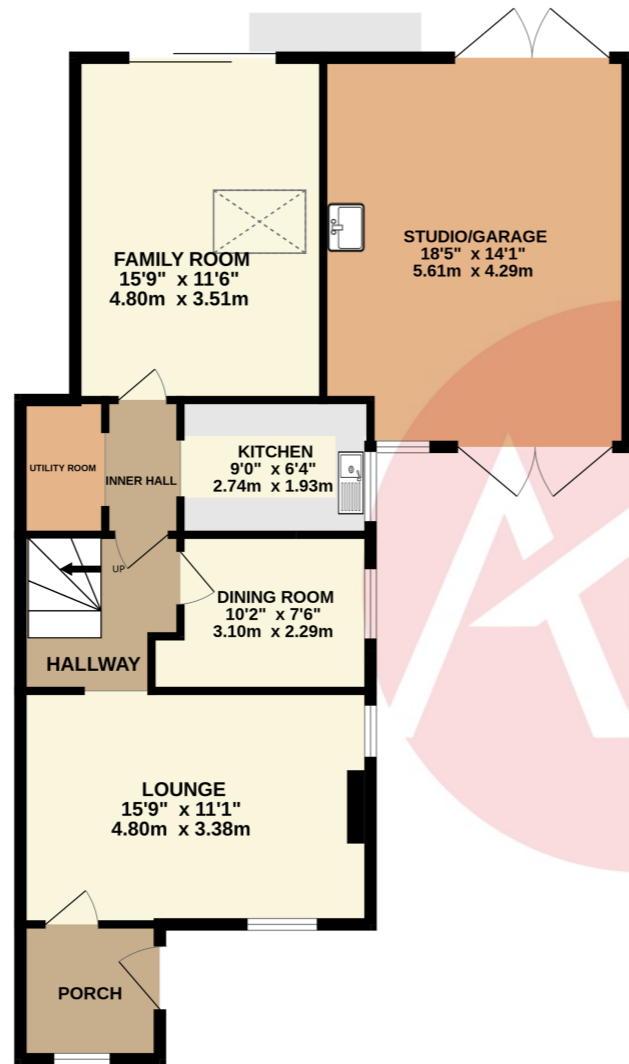 FAMILY ROOM
15'9" x 11'6"
4.80m x 3.51m
STUDIO/GARAGE
18'5" x 14'1"
5.61m x 4.29m
UTILITY ROOM
INNER HALL
KITCHEN
9'0" x 6'4"
2.74m x 1.93m
UP
DINING ROOM
10'2" x 7'6"
3.10m x 2.29m
HALLWAY
LOUNGE
15'9" x 11'1"
4.80m x 3.38m
PORCH